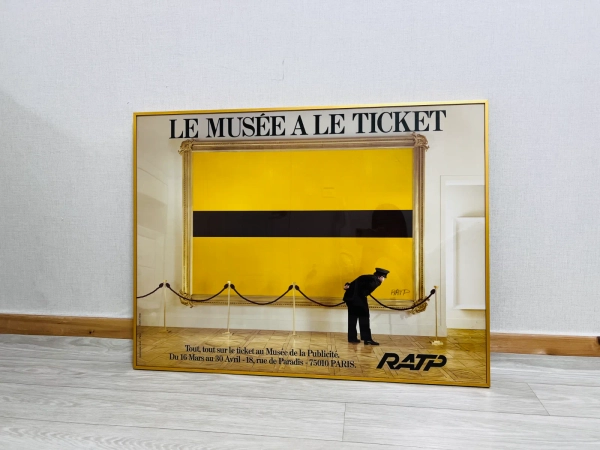 LE MUSÉE A LE TICKET
RATP
Tout, tout sur le ticket au Musée de la Publicité.
Du 16 Mars au 30 Avril - 18, rue de Paradis - 75010 PARIS.
RATP